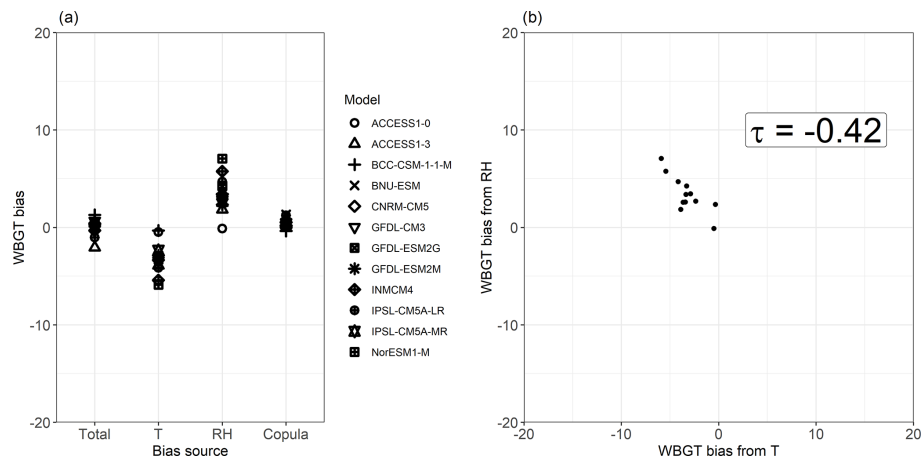 (a)
20
10
0
-10
-20
WBGT bias
Total
T
RH
Copula
Bias source
Model
ACCESS1-0
ACCESS1-3
BCC-CSM-1-1-M
BNU-ESM
CNRM-CM5
GFDL-CM3
GFDL-ESM2G
GFDL-ESM2M
INMCM4
IPSL-CM5A-LR
IPSL-CM5A-MR
NorESM1-M
(b)
20
10
0
-10
-20
WBGT bias from RH
τ = -0.42
-20
-10
0
10
20
WBGT bias from T